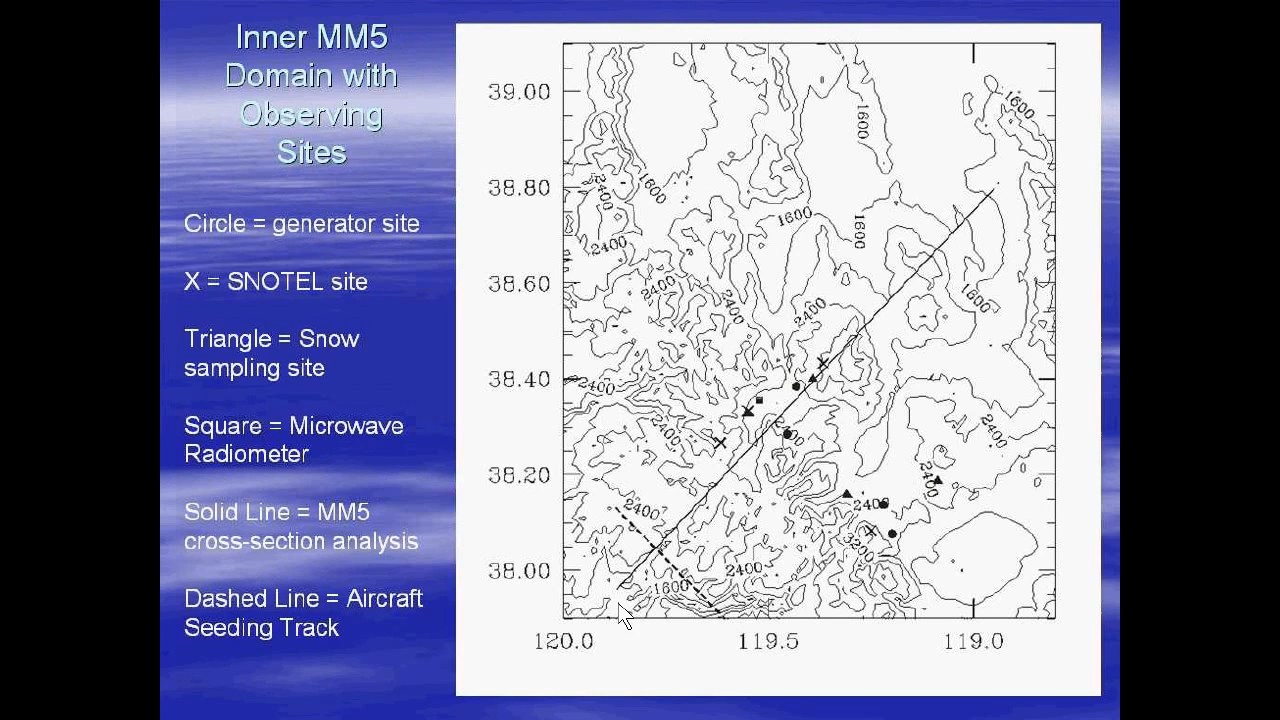 Inner MM5
Domain with
Observing
Sites
Circle = generator site
X = SNOTEL site
Triangle = Snow
sampling site
Square = Microwave
Radiometer
Solid Line = MM5
cross-section analysis
Dashed Line = Aircraft
Seeding Track
39.00
38.80
38.60
38.40
38.20
38.00
120.0
119.5
119.0
1600
1600
1600
2400
1600
1600
2400
2400
2400
2400
1600
2400
2400
2400
2400
2400
2400
2400
3200
2400
1600